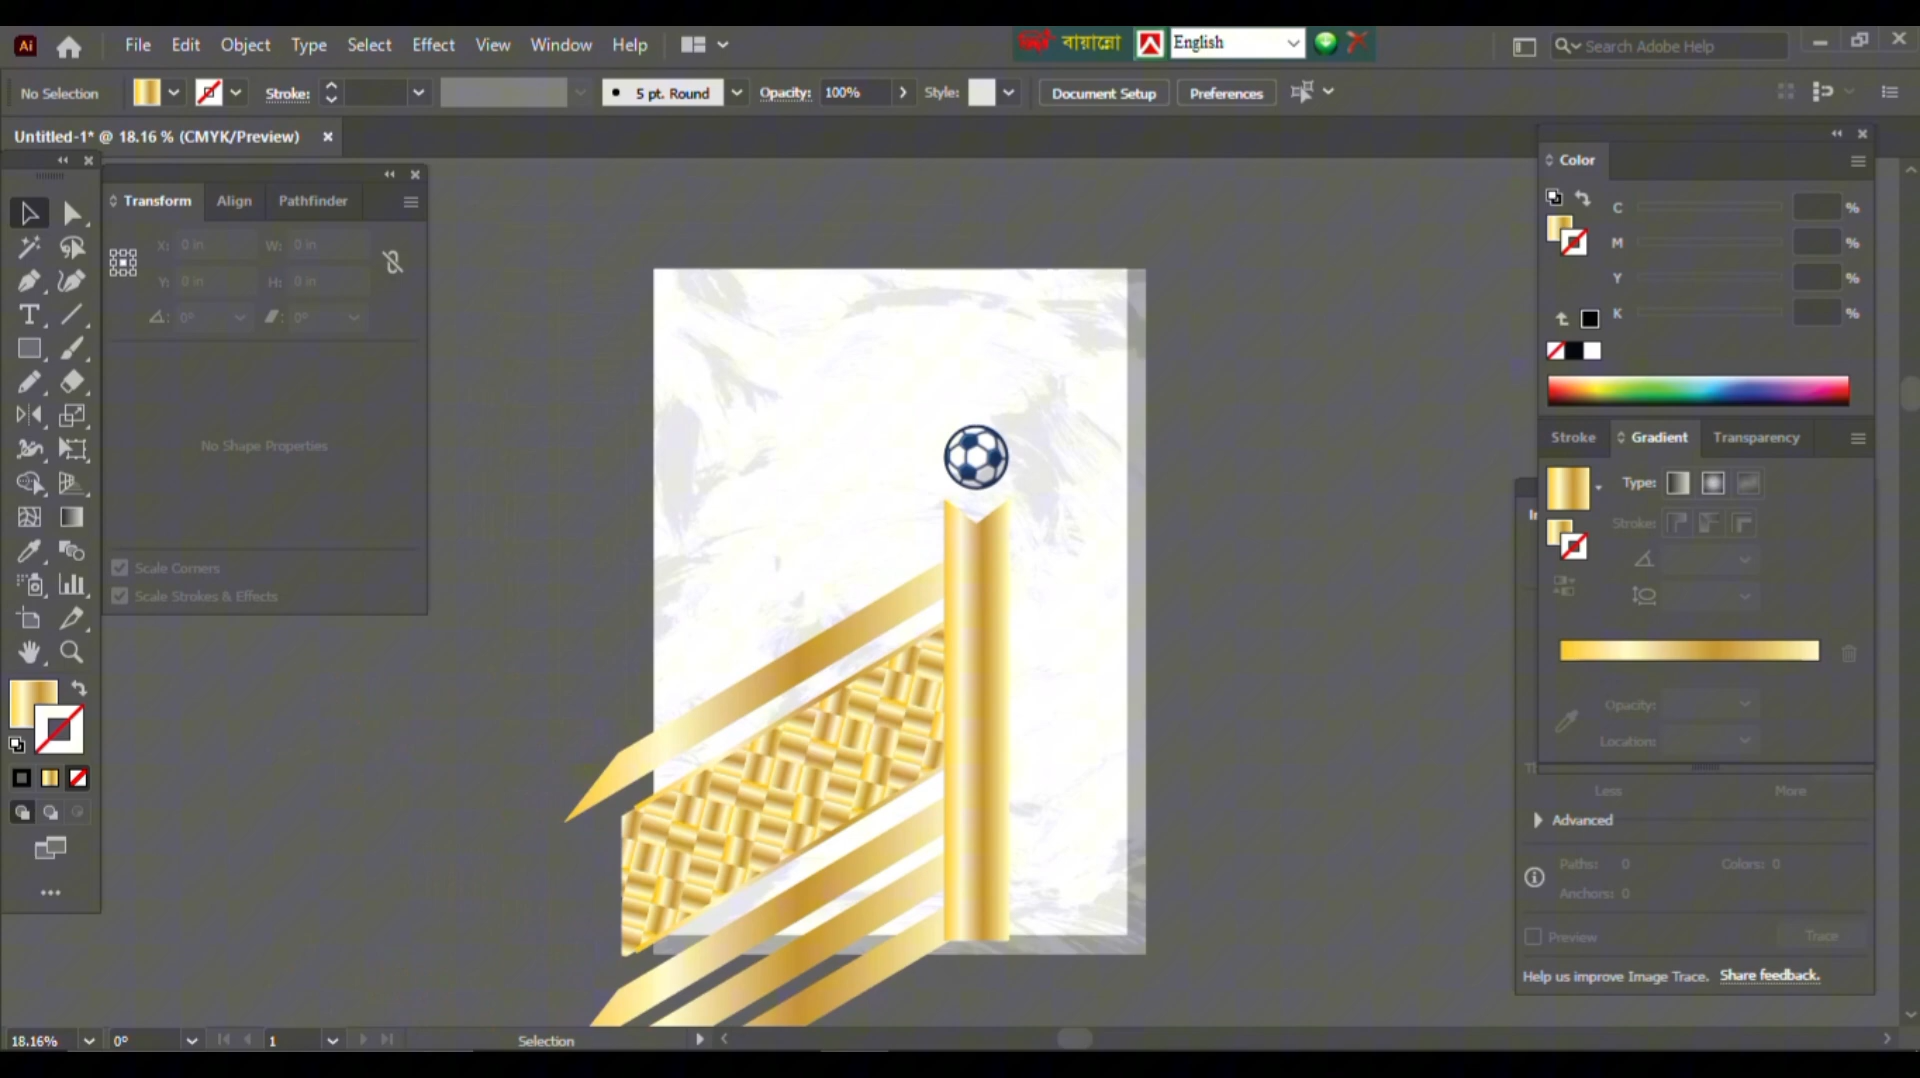 Ai File Edit Object Type Select Effect View Window Help বায়ান্নো English Search Adobe Help
No Selection Stroke: 5 pt. Round Opacity: 100% Style: Document Setup Preferences
Untitled-1* @ 18.16 % (CMYK/Preview)
Transform Align Pathfinder
X: 0 in W: 0 in
Y: 0 in H: 0 in
0° 0°
No Shape Properties
Scale Corners
Scale Strokes & Effects
Color
C %
M %
Y %
K %
Stroke Gradient Transparency
Type:
Stroke:
Opacity:
Location:
Less More
Advanced
Paths: 0 Colors: 0
Anchors: 0
Preview Trace
Help us improve Image Trace. Share feedback.
18.16% 0° 1 Selection